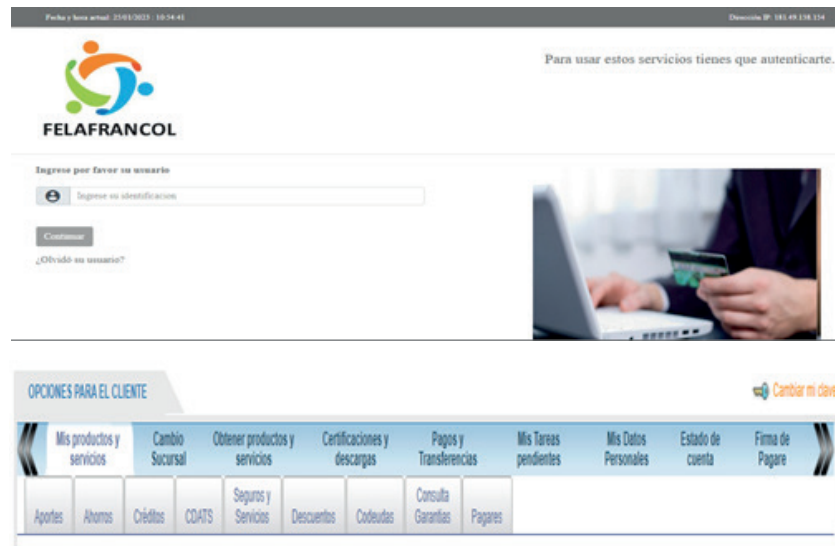 Fecha y hora actual: 25/01/2023 - 10:54:41
Dirección IP: 181.49.138.154
Para usar estos servicios tienes que autenticarte.
FELAFRANCOL
Ingrese por favor su usuario
Ingrese su identificacion
Continuar
¿Olvidó su usuario?
OPCIONES PARA EL CLIENTE
Cambiar mi clave
Mis productos y servicios
Cambio Sucursal
Obtener productos y servicios
Certificaciones y descargas
Pagos y Transferencias
Mis Tareas pendientes
Mis Datos Personales
Estado de cuenta
Firma de Pagare
Aportes
Ahorros
Créditos
CDATS
Seguros y Servicios
Descuentos
Codeudas
Consulta Garantias
Pagares